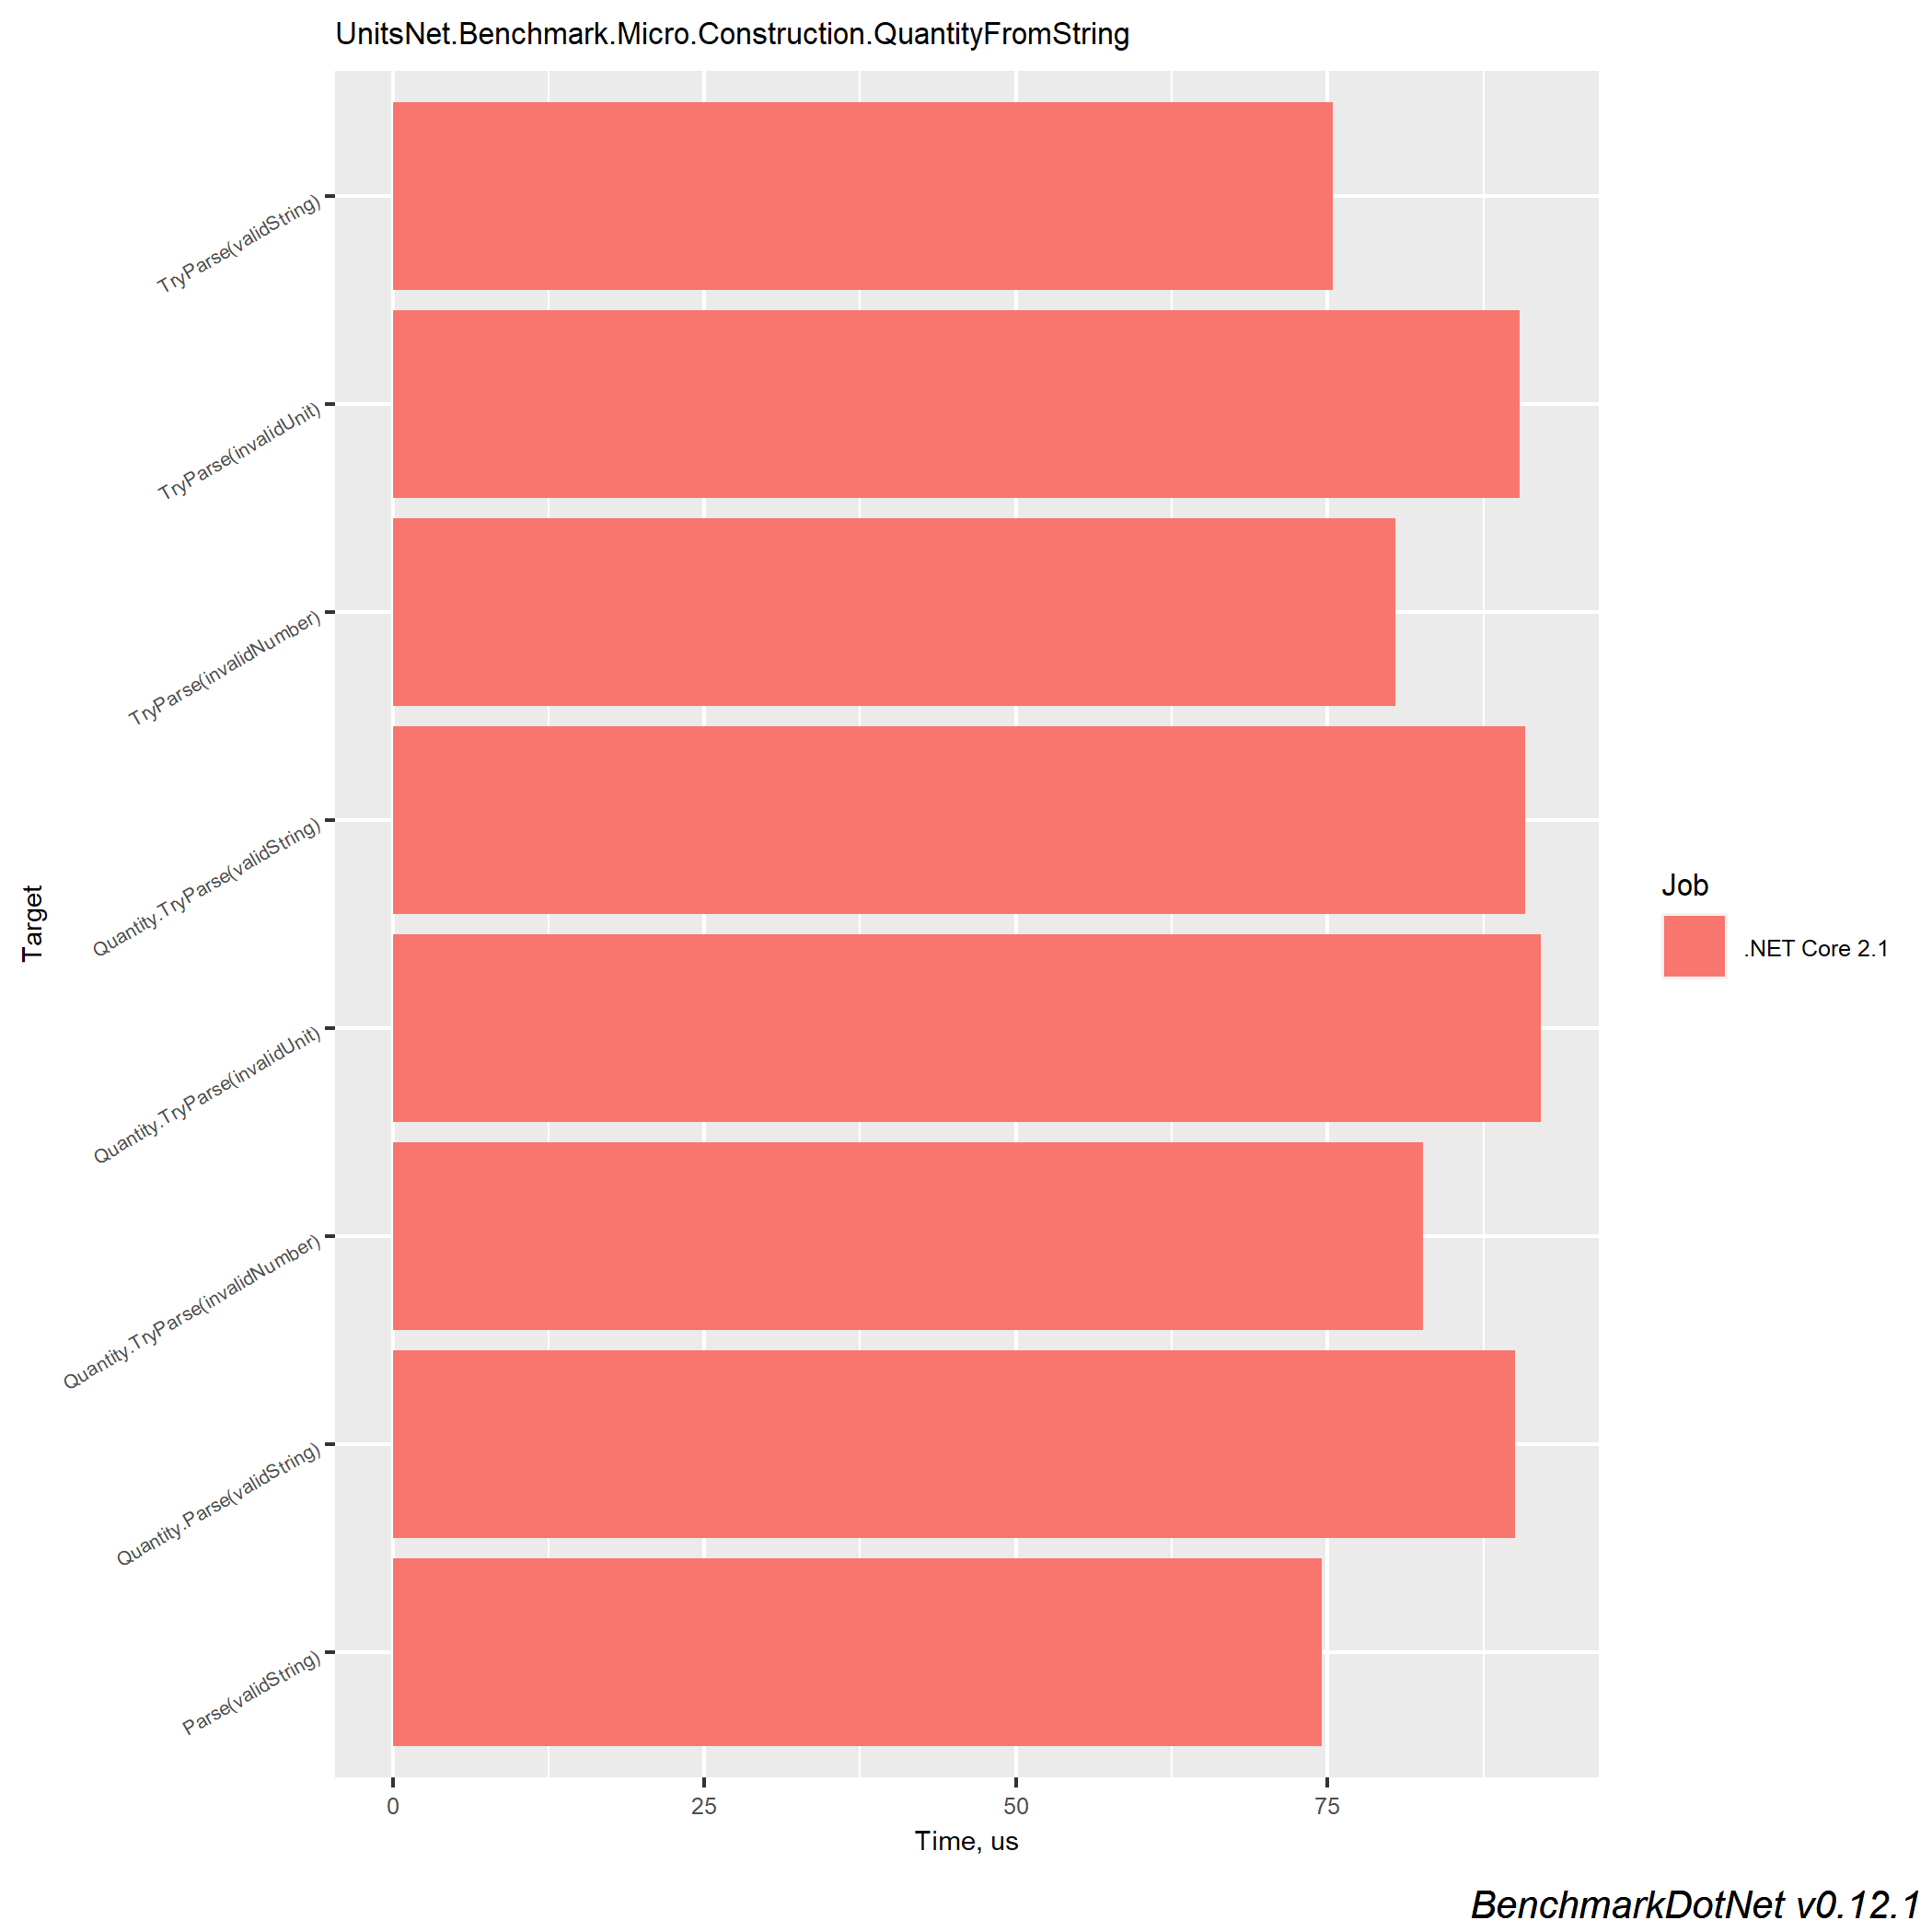 UnitsNet.Benchmark.Micro.Construction.QuantityFromString
TryParse(validString)
TryParse(invalidUnit)
TryParse(invalidNumber)
Quantity.TryParse(validString)
Quantity.TryParse(invalidUnit)
Quantity.TryParse(invalidNumber)
Quantity.Parse(validString)
Parse(validString)
Target
0 25 50 75
Time, us
Job
.NET Core 2.1
BenchmarkDotNet v0.12.1